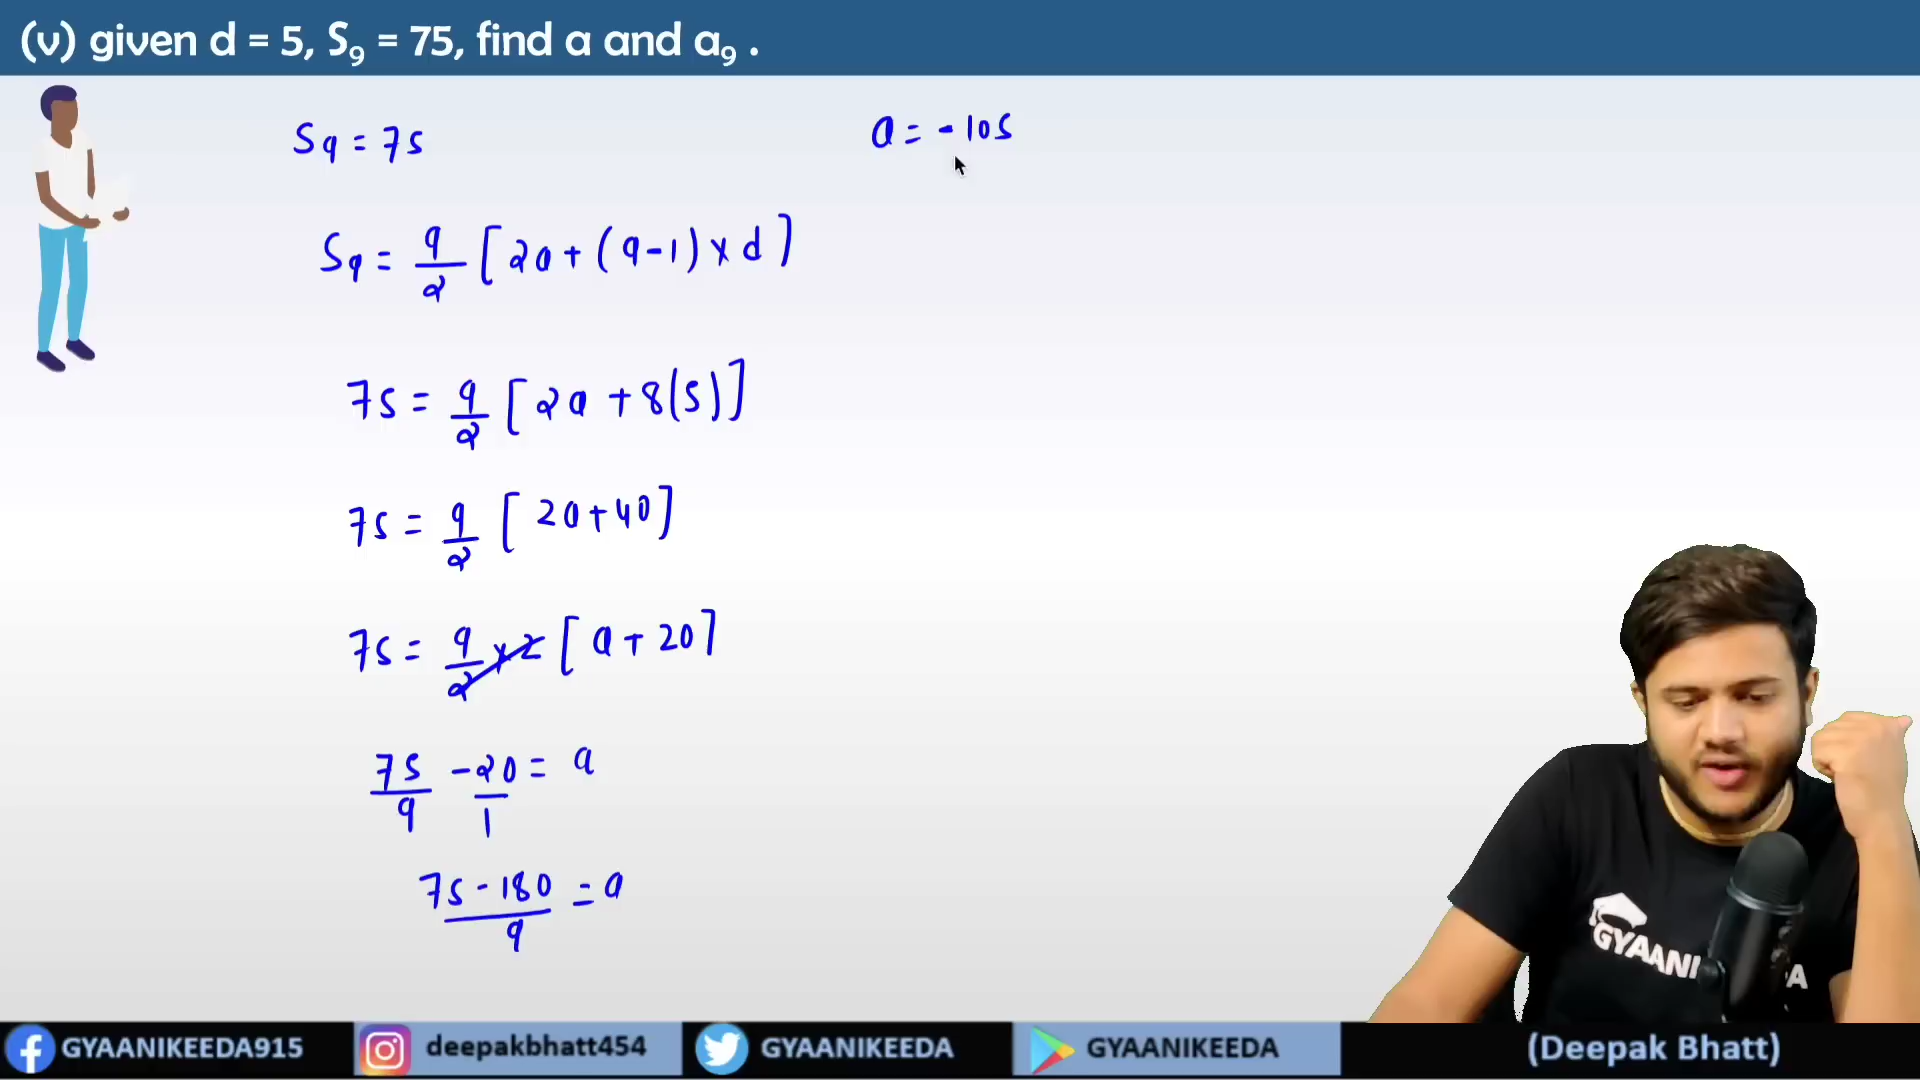 (v) given d = 5, S₉ = 75, find a and a₉ .
S₉ = 75
S₉ = 9/2 [2a + (9-1) × d]
75 = 9/2 [2a + 8(5)]
75 = 9/2 [2a + 40]
75 = 9/2 × 2 [a + 20]
75/9 - 20/1 = a
75 - 180/9 = a
a = - 105
GYAANI A
GYAANIKEEDA915
deepakbhatt454
GYAANIKEEDA
GYAANIKEEDA
(Deepak Bhatt)